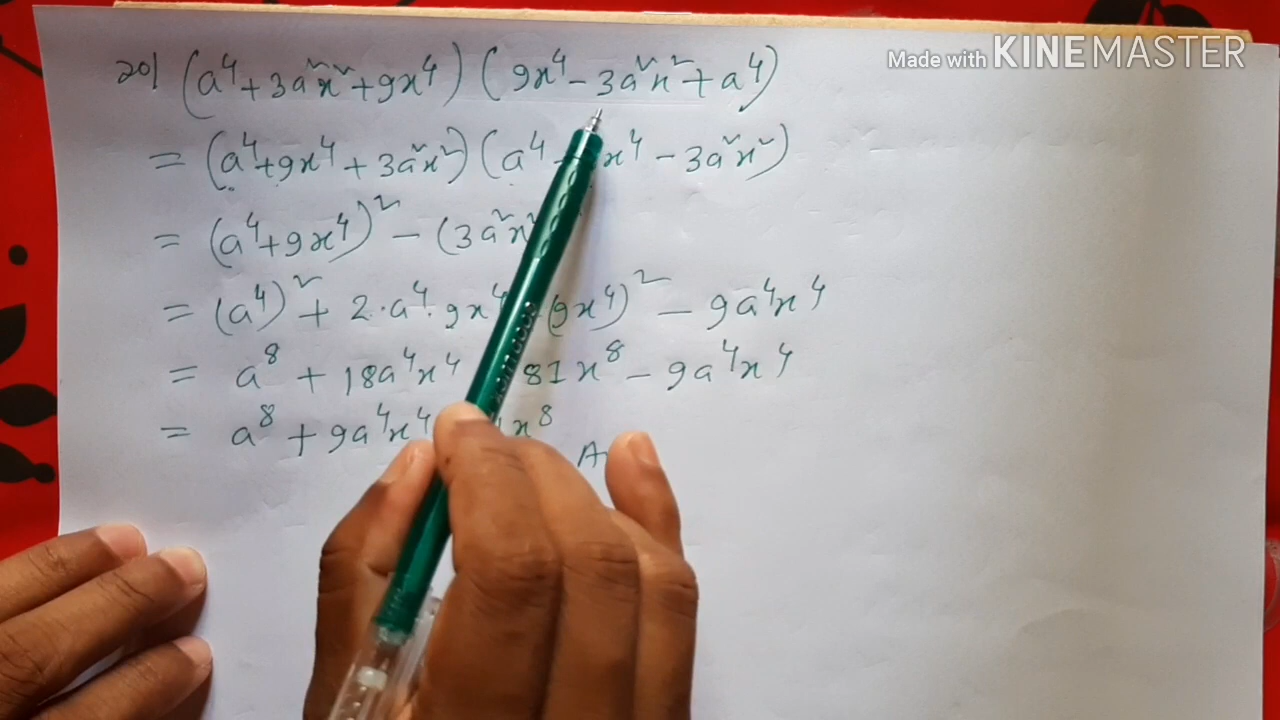 Made with KINEMASTER
20) (a⁴+3a²x²+9x⁴) (9x⁴-3a²x²+a⁴)
= (a⁴+9x⁴+3a²x²) (a⁴ x⁴-3a²x²)
= (a⁴+9x⁴)² - (3a²x²
= (a⁴)² + 2·a⁴·9x⁴ (9x⁴)² - 9a⁴x⁴
= a⁸ + 18a⁴x⁴ 81x⁸ - 9a⁴x⁴
= a⁸ + 9a⁴x⁴ x⁸